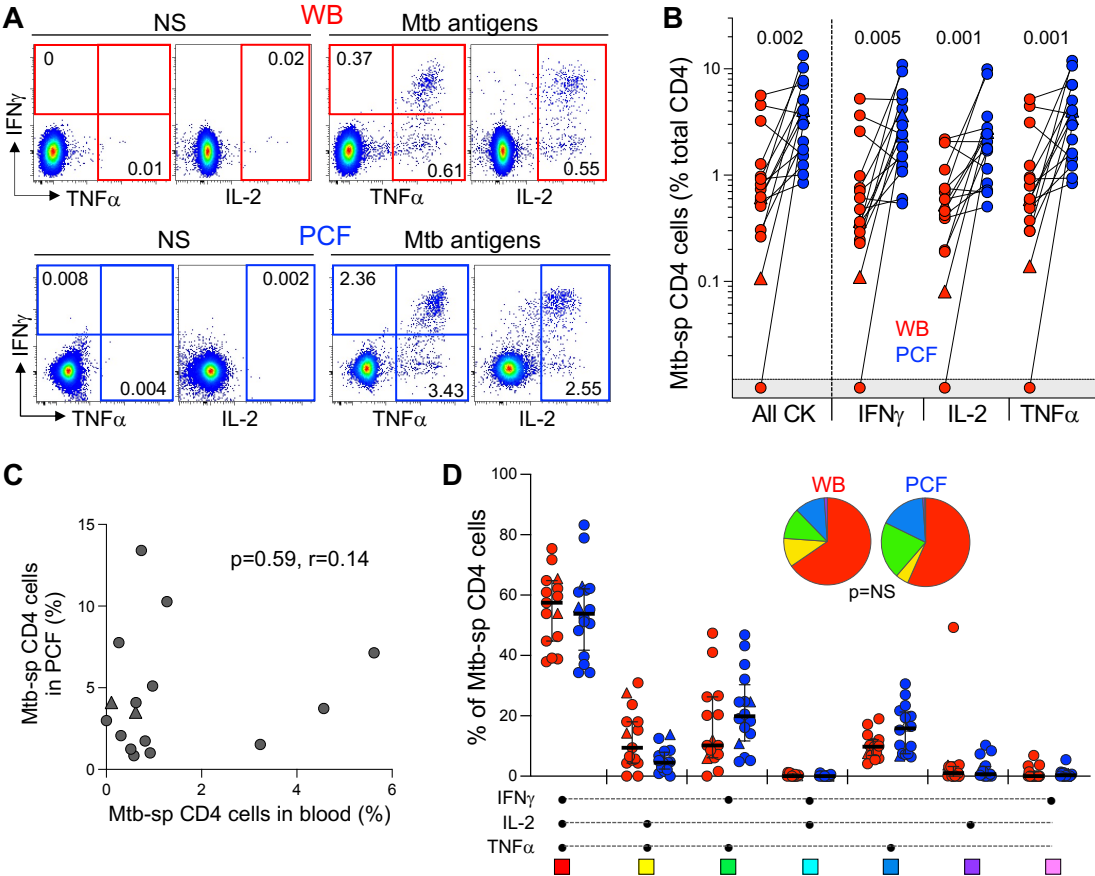 A
NS
WB
Mtb antigens
0
0.02
0.37
IFNγ
0.01
0.61
0.55
TNFα
IL-2
TNFα
IL-2
NS
PCF
Mtb antigens
0.008
0.002
2.36
IFNγ
0.004
3.43
2.55
TNFα
IL-2
TNFα
IL-2
B
0.002
0.005
0.001
0.001
10
1
0.1
Mtb-sp CD4 cells (% total CD4)
WB
PCF
All CK
IFNγ
IL-2
TNFα
C
15
10
5
0
p=0.59, r=0.14
Mtb-sp CD4 cells
in PCF (%)
0
2
4
6
Mtb-sp CD4 cells in blood (%)
D
100
80
60
40
20
0
% of Mtb-sp CD4 cells
WB
PCF
p=NS
IFNγ
IL-2
TNFα